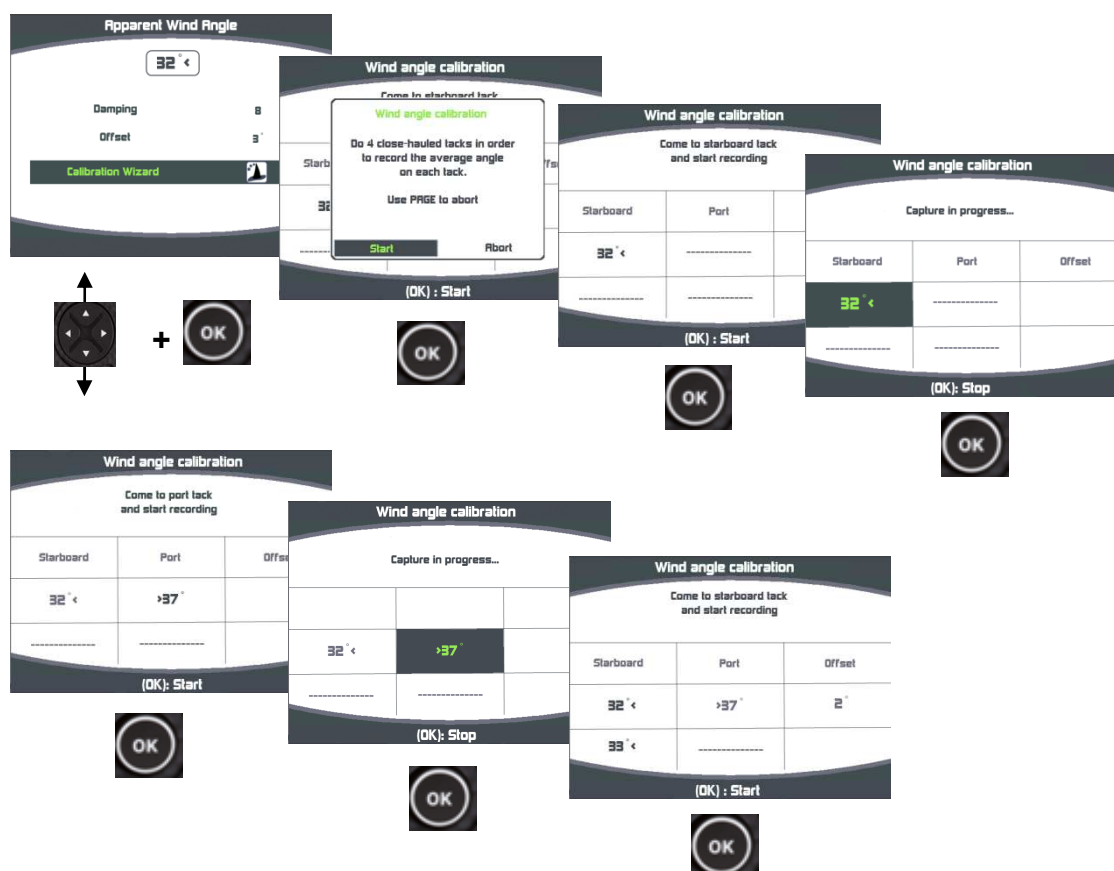 Apparent Wind Angle
32°‹
Damping 8
Offset 3°
Calibration Wizard
+
OK
Wind angle calibration
Come to starboard tack
Starb
32
Wind angle calibration
Do 4 close-hauled tacks in order
to record the average angle
on each tack.
Use PAGE to abort
Start Abort
(OK) : Start
OK
Wind angle calibration
Come to starboard tack
and start recording
Starboard Port
32°‹ --------------
-------------- --------------
(OK) : Start
OK
Wind angle calibration
Capture in progress...
Starboard Port Offset
32°‹ --------------
-------------- --------------
(OK): Stop
OK
Wind angle calibration
Come to port tack
and start recording
Starboard Port Offse
32°‹ ›37°
-------------- --------------
(OK): Start
OK
Wind angle calibration
Capture in progress...
32°‹ ›37°
-------------- --------------
(OK): Stop
OK
Wind angle calibration
Come to starboard tack
and start recording
Starboard Port Offset
32°‹ ›37° 2°
33°‹ --------------
(OK) : Start
OK